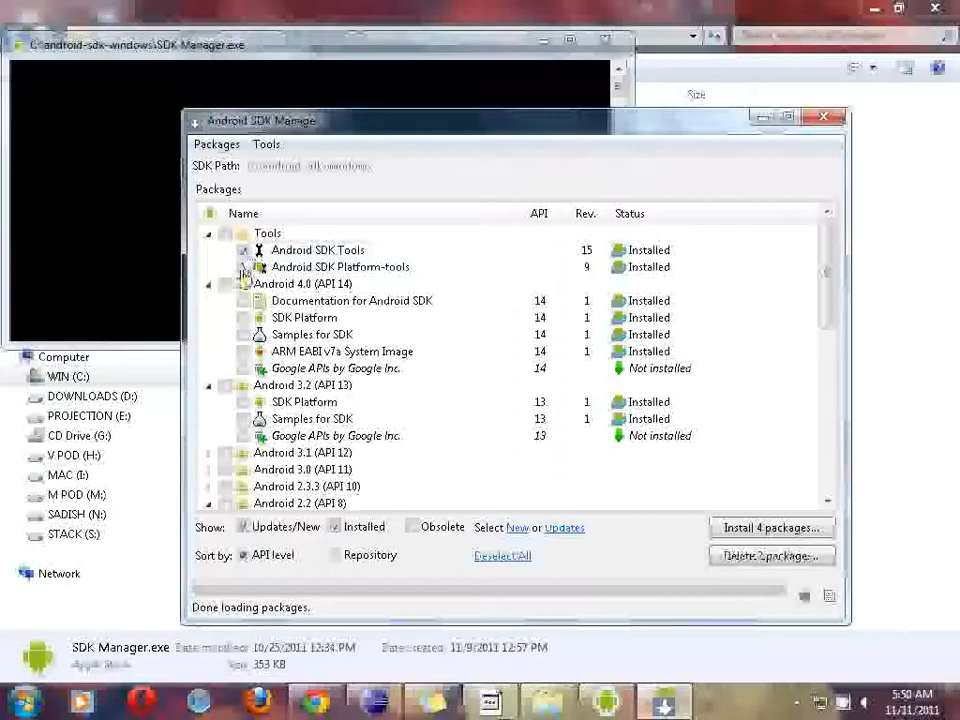 C:\android-sdk-windows\SDK Manager.exe
Size
Android SDK Manage
Packages Tools
SDK Path:
Packages
Name API Rev. Status
Tools
Android SDK Tools 15 Installed
Android SDK Platform-tools 9 Installed
Android 4.0 (API 14)
Documentation for Android SDK 14 1 Installed
SDK Platform 14 1 Installed
Samples for SDK 14 1 Installed
ARM EABI v7a System Image 14 1 Installed
Google APIs by Google Inc. 14 Not installed
Android 3.2 (API 13)
SDK Platform 13 1 Installed
Samples for SDK 13 1 Installed
Google APIs by Google Inc. 13 Not installed
Android 3.1 (API 12)
Android 3.0 (API 11)
Android 2.3.3 (API 10)
Android 2.2 (API 8)
Show: Updates/New Installed Obsolete Select New or Updates Install 4 packages...
Sort by: API level Repository Deselect All Delete 2 package...
Done loading packages.
Computer
WIN (C:)
DOWNLOADS (D:)
PROJECTION (E:)
CD Drive (G:)
V POD (H:)
MAC (I:)
M POD (M:)
SADISH (N:)
STACK (S:)
Network
SDK Manager.exe Date modified: 10/25/2011 12:34 PM Date created: 11/9/2011 12:57 PM
Size: 353 KB
5:50 AM
11/11/2011